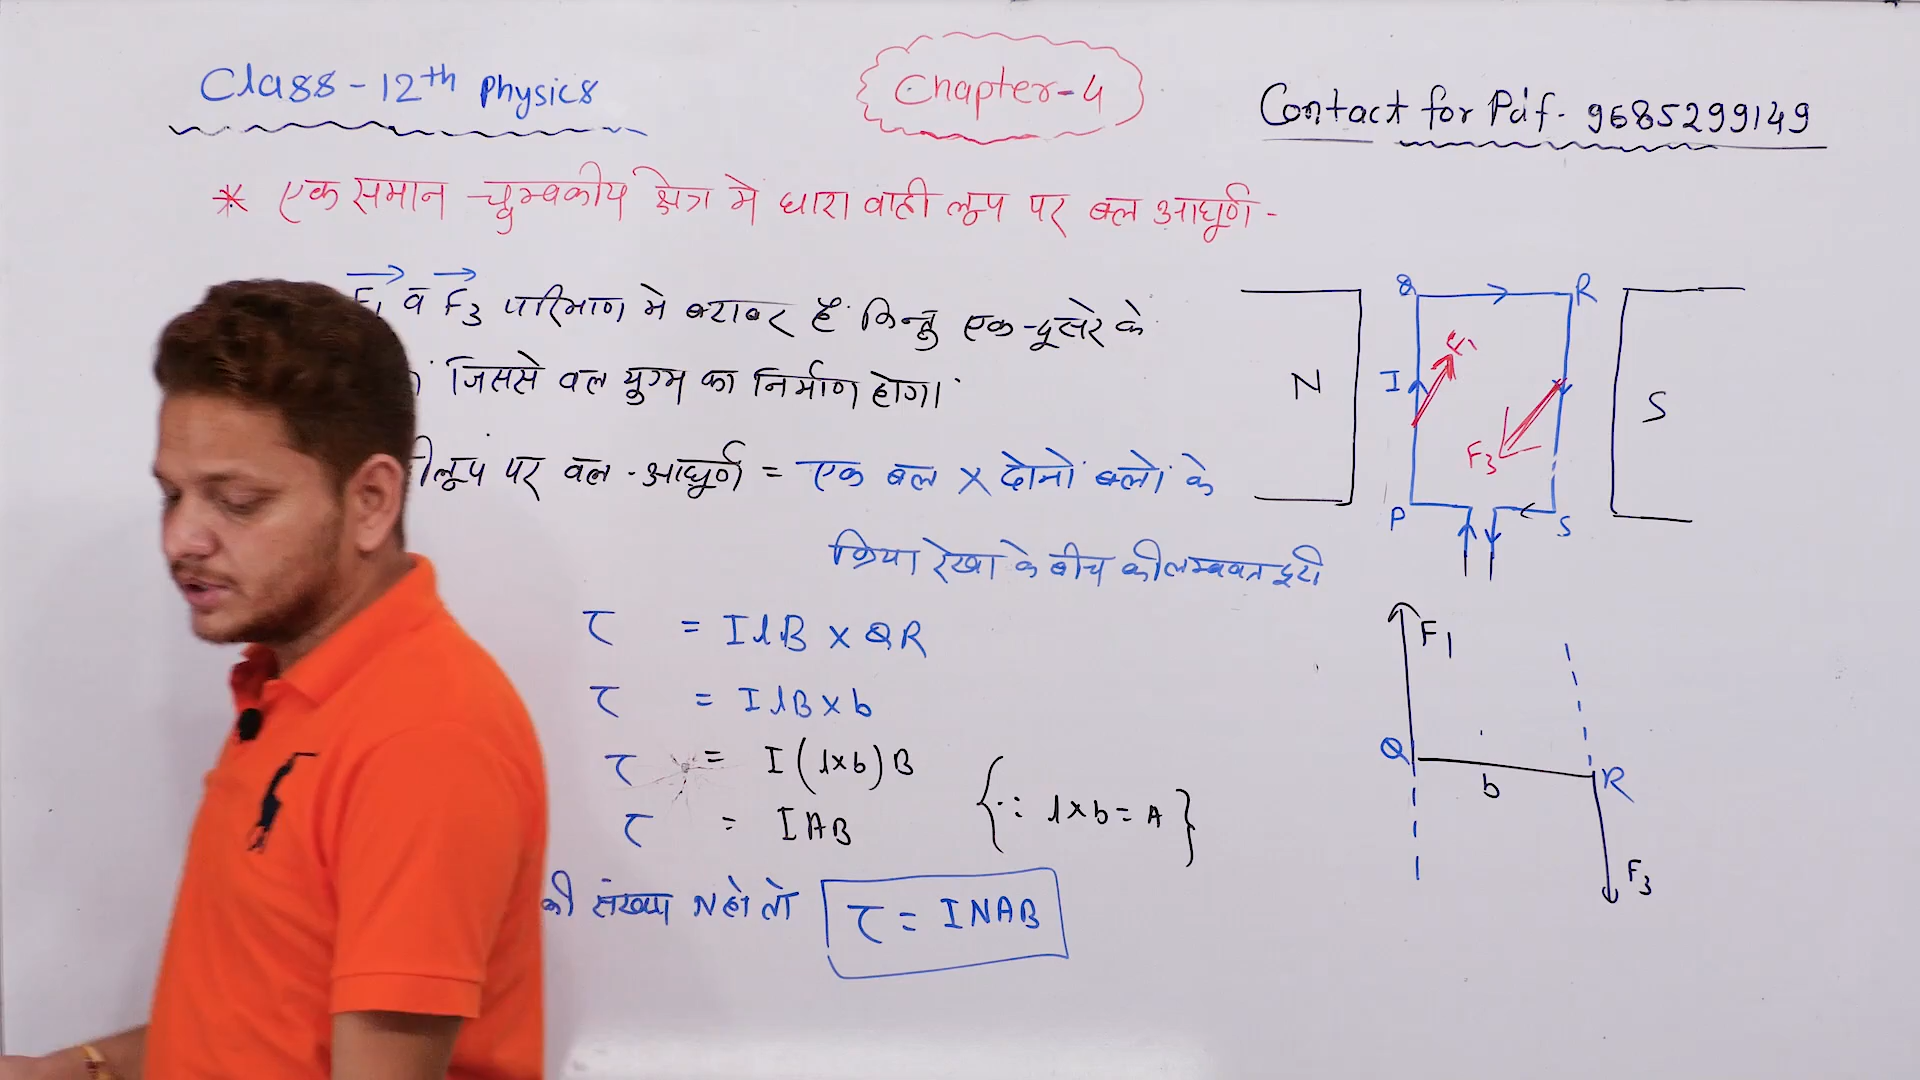 Class - 12th Physics
Chapter-4
Contact for Pdf - 9685299149
* एक समान चुम्बकीय क्षेत्र मे धारा वाही लूप पर बल आघूर्ण -
F1 व F3 परिमाण मे बराबर हैं किन्तु एक-दूसरे के
जिससे बल युग्म का निर्माण होगा।
लूप पर बल-आघूर्ण = एक बल × दोनों बलों के
क्रिया रेखा के बीच की लम्बवत दूरी
τ = IlB × QR
τ = IlB × b
τ = I(l×b)B
τ = IAB {∵ l×b = A}
की संख्या N हो तो τ = INAB
N
S
Q
R
I
F1
F3
P
S
F1
Q
b
R
F3